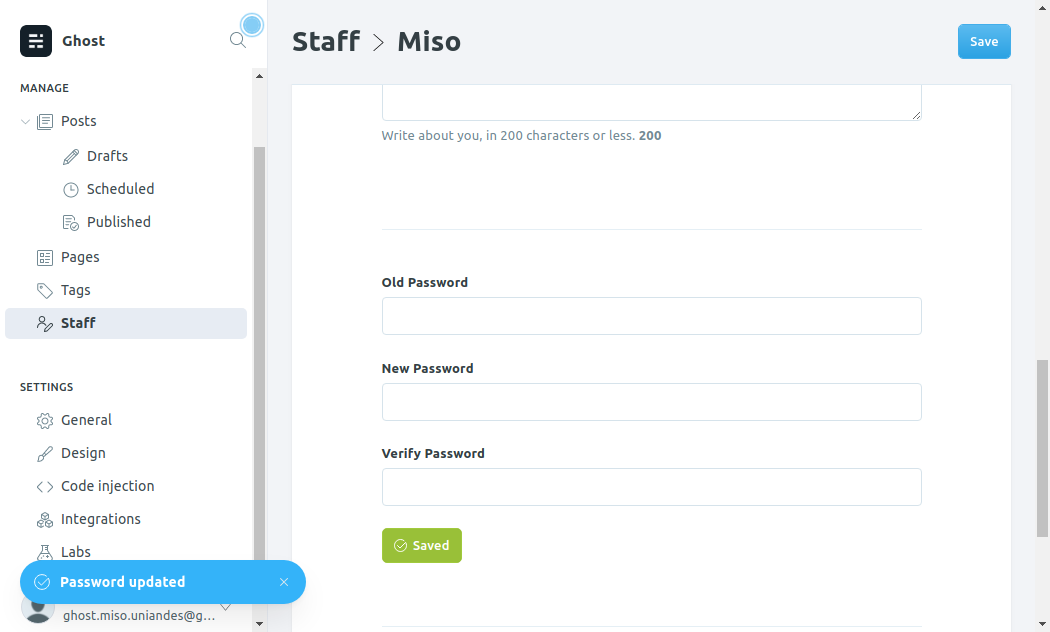 Ghost
MANAGE
Posts
Drafts
Scheduled
Published
Pages
Tags
Staff
SETTINGS
General
Design
Code injection
Integrations
Labs
Password updated
ghost.miso.uniandes@g...
Staff > Miso
Save
Write about you, in 200 characters or less. 200
Old Password
New Password
Verify Password
Saved